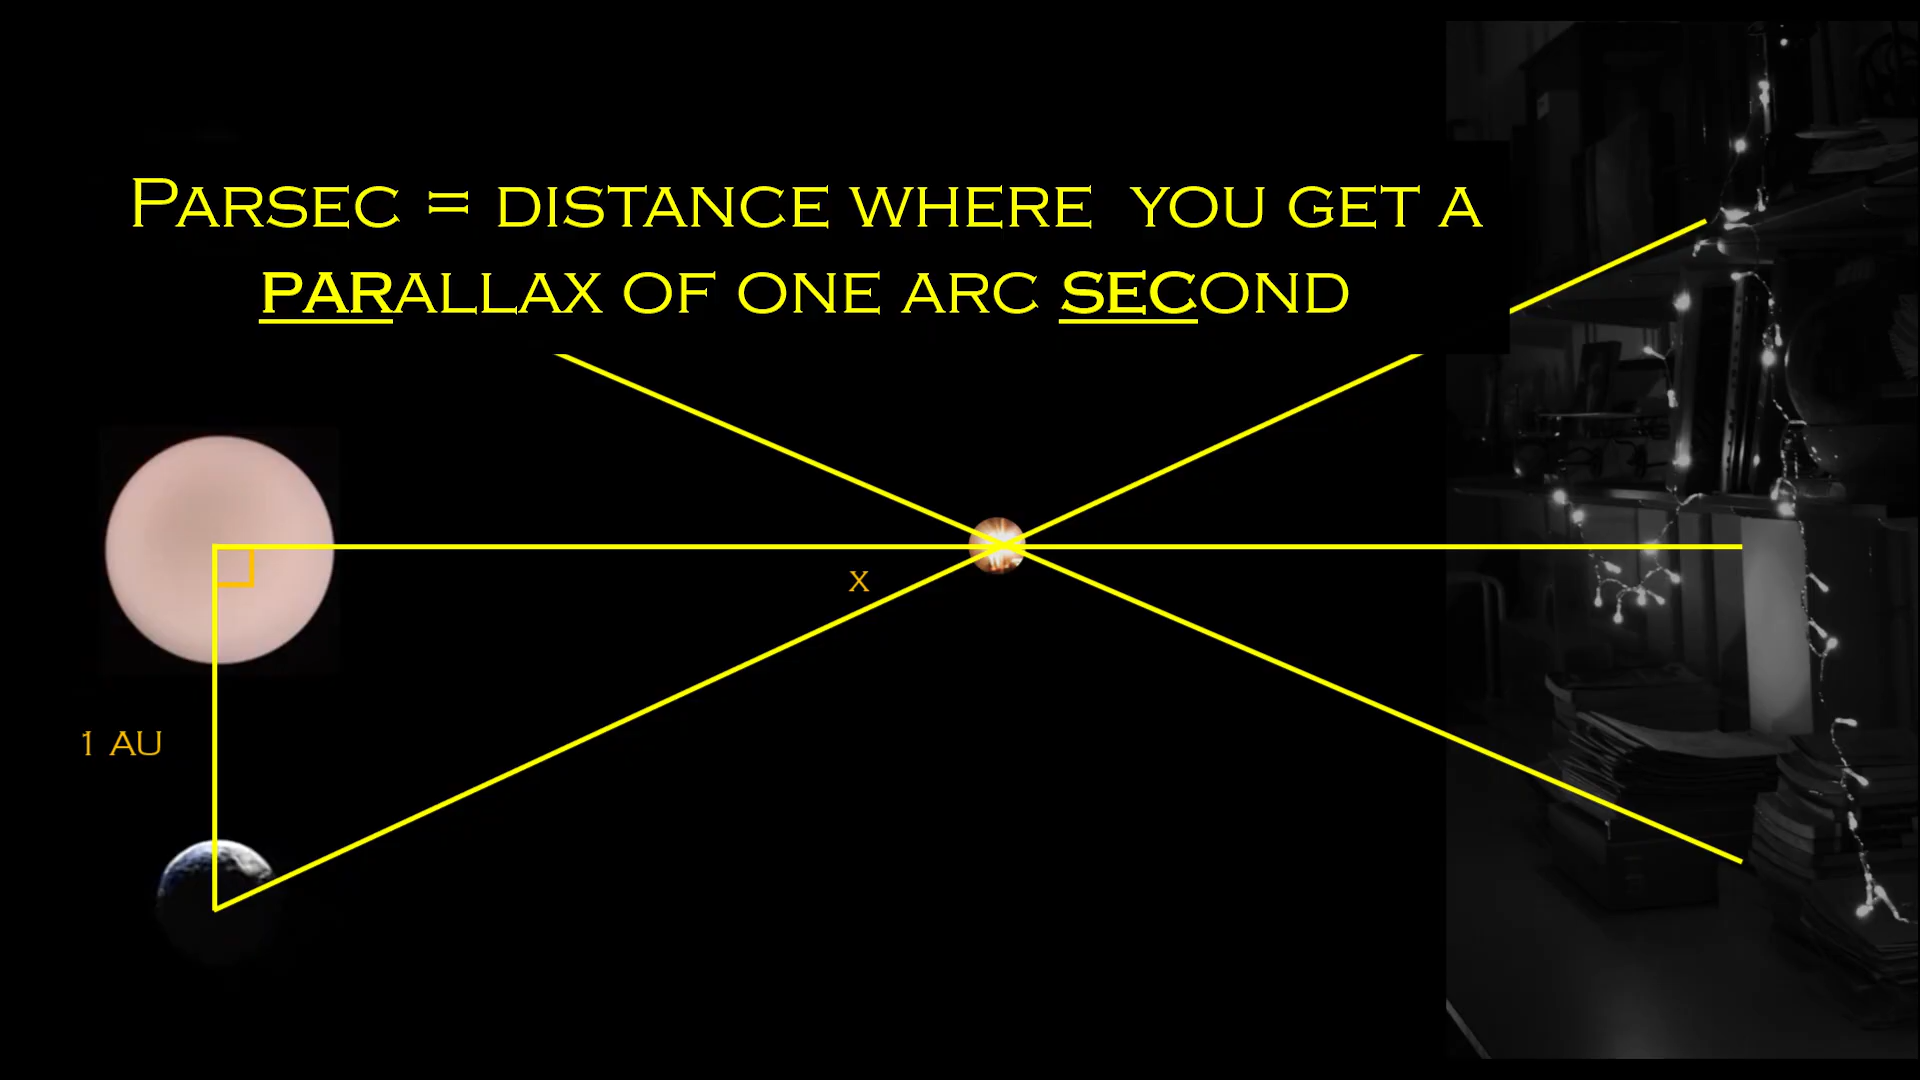 Parsec = distance where you get a
parallax of one arc second
x
1 AU